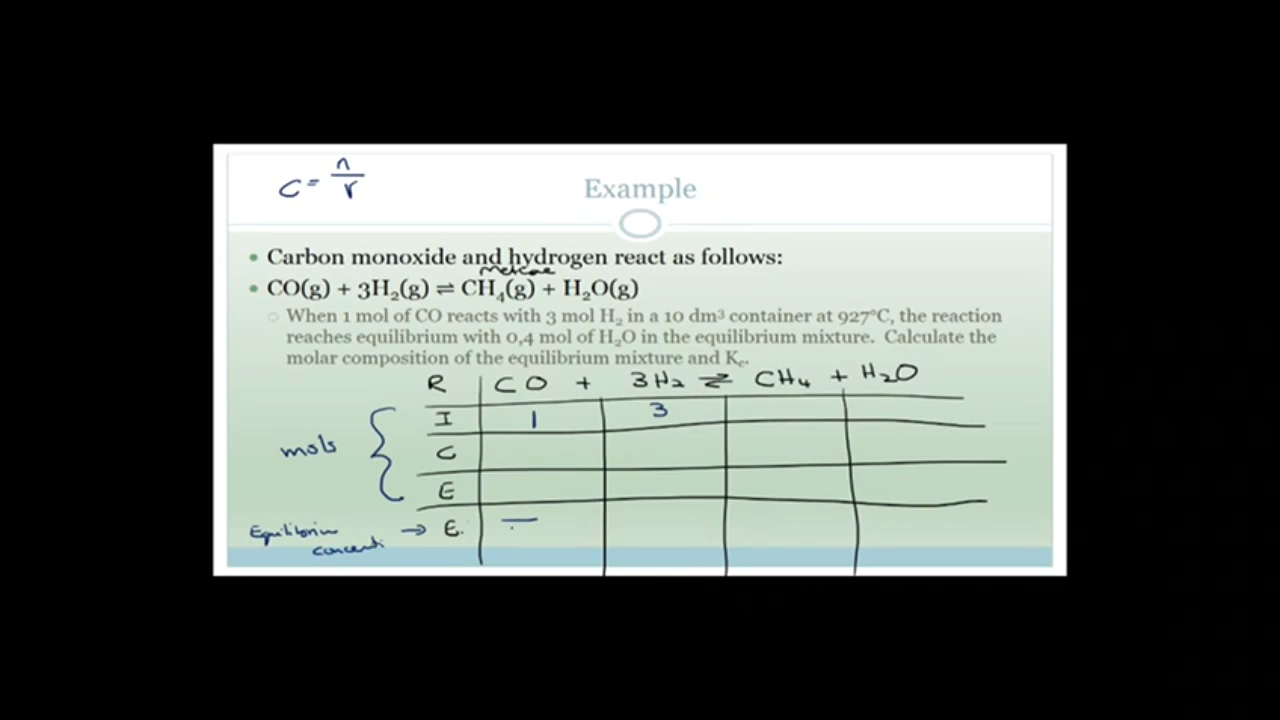 C = n/v
Example
• Carbon monoxide and hydrogen react as follows:
• CO(g) + 3H₂(g) ⇌ CH₄(g) + H₂O(g)
When 1 mol of CO reacts with 3 mol H₂ in a 10 dm³ container at 927°C, the reaction
reaches equilibrium with 0,4 mol of H₂O in the equilibrium mixture. Calculate the
molar composition of the equilibrium mixture and K꜀.
R CO + 3H₂ ⇌ CH₄ + H₂O
I 1 3
mols
C
E
Equilibrium → E